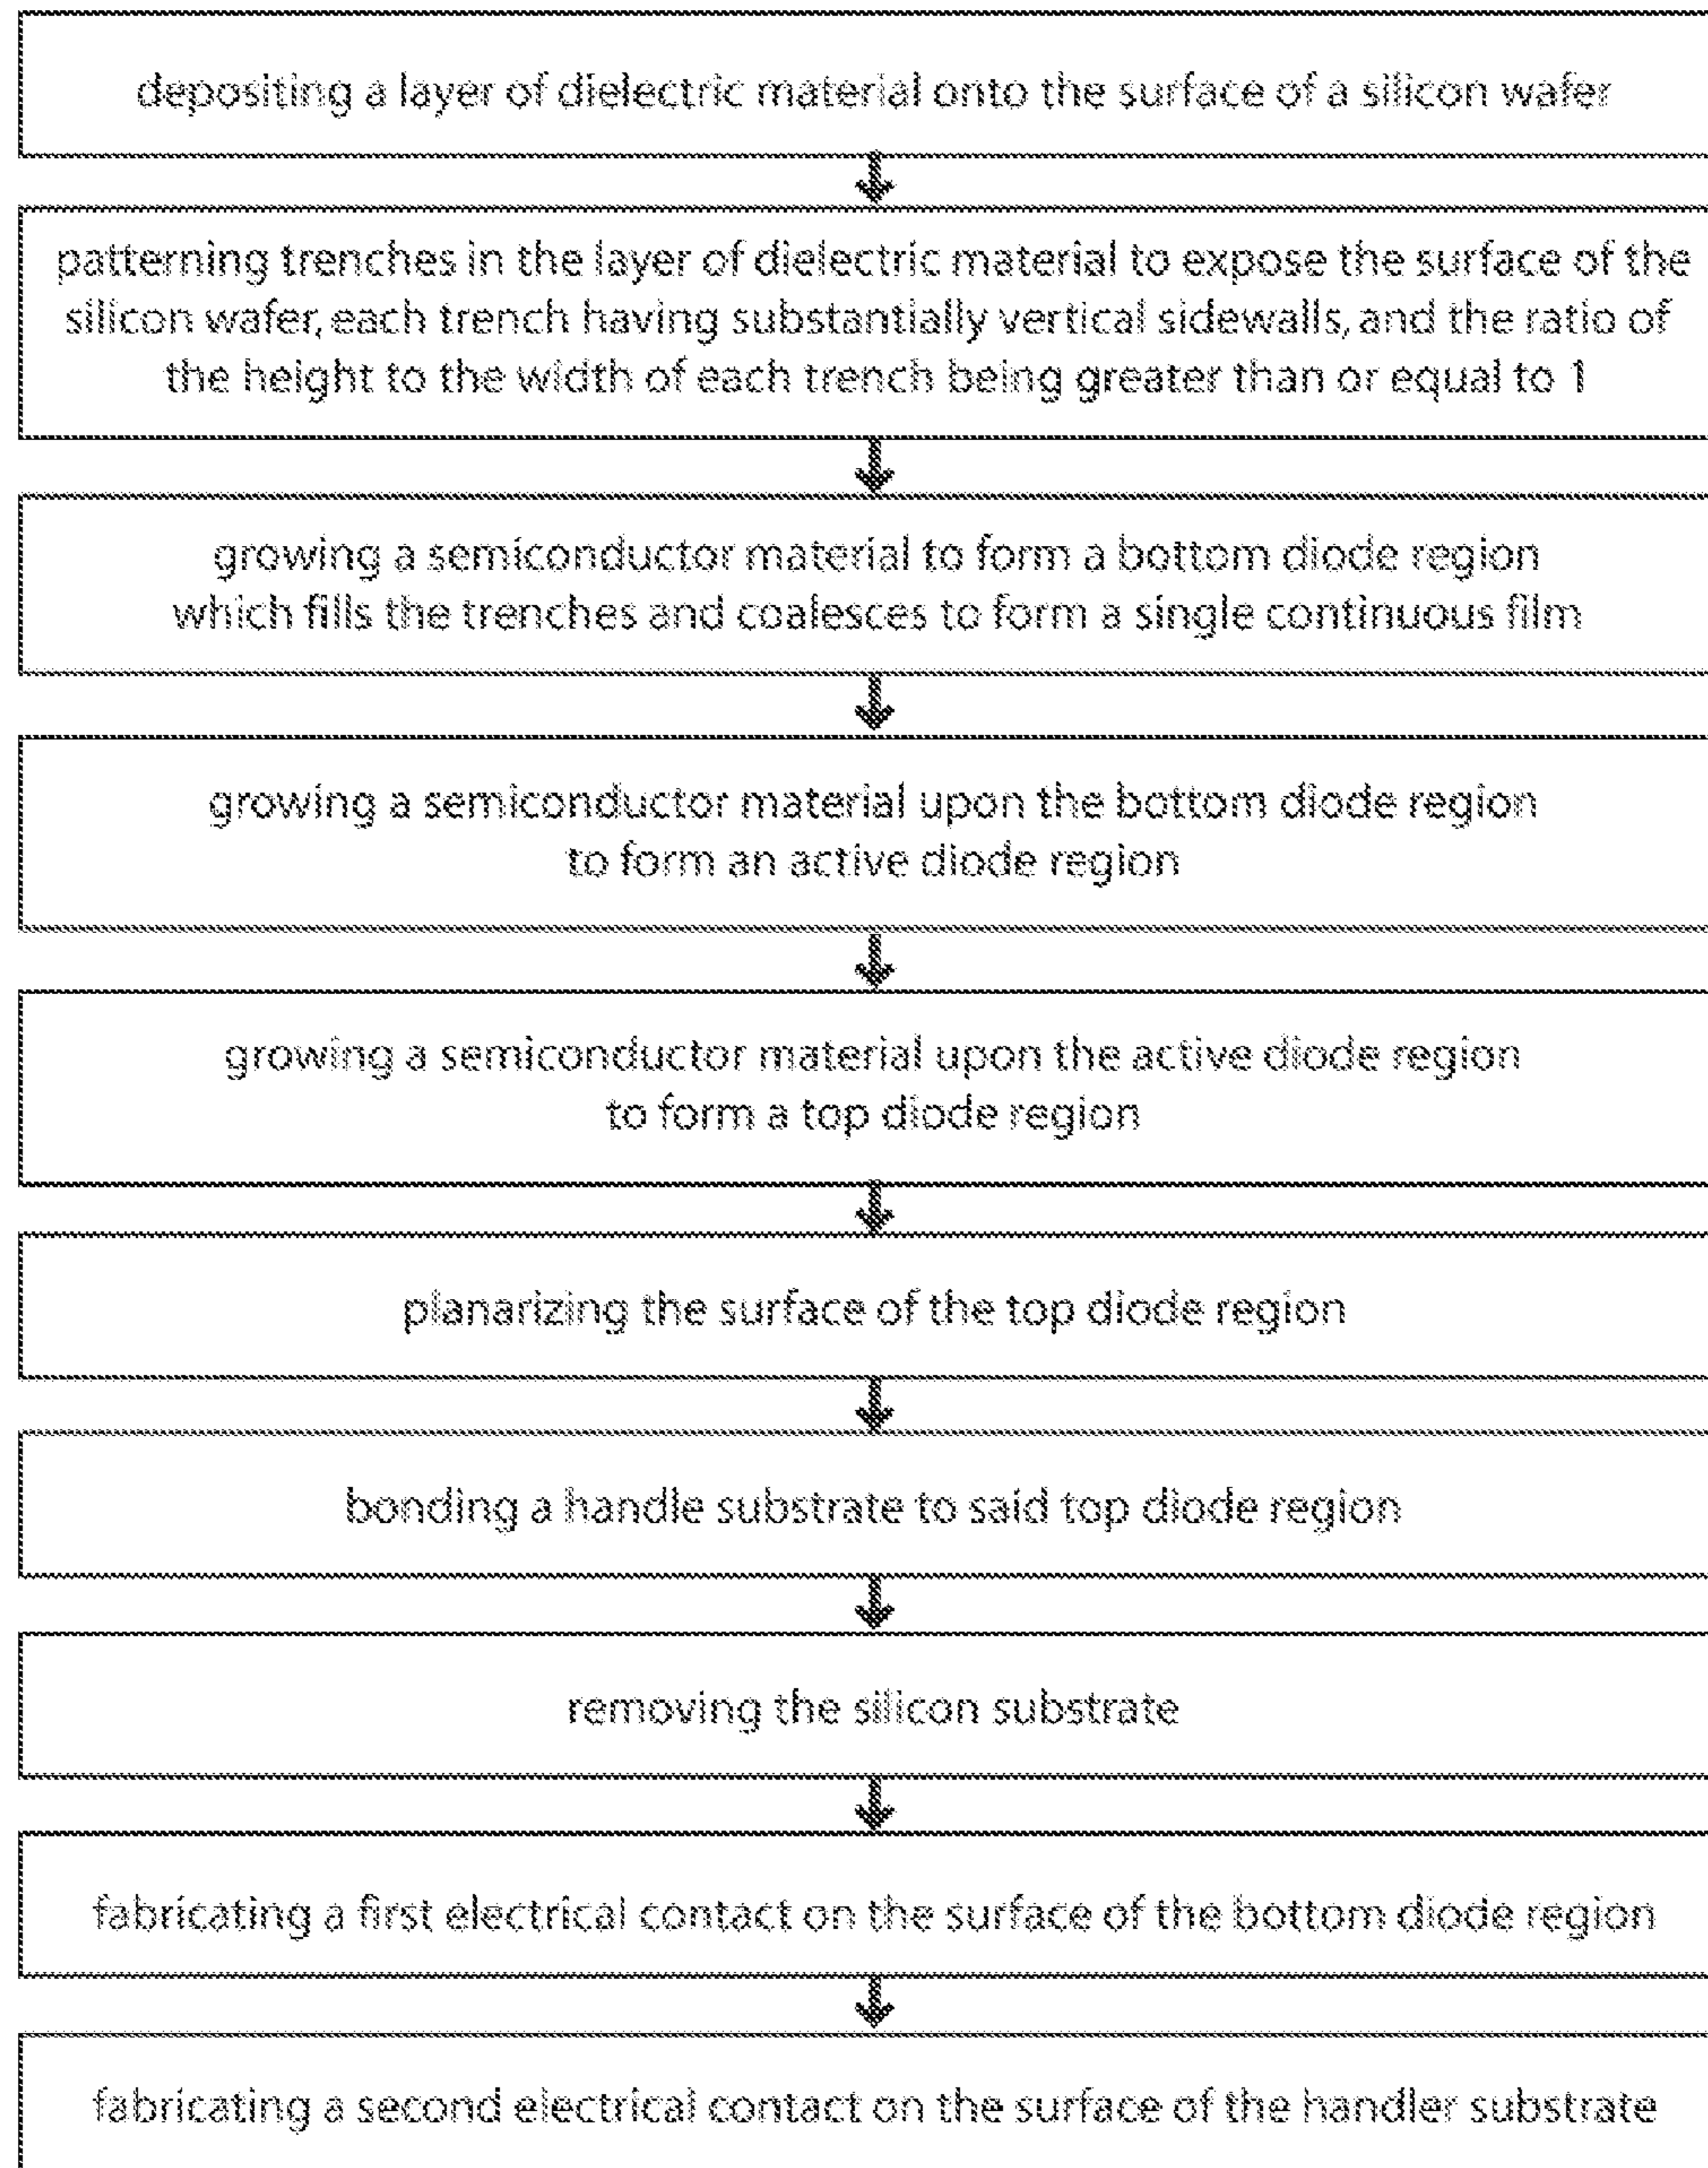 depositing a layer of dielectric material onto the surface of a silicon wafer
patterning trenches in the layer of dielectric material to expose the surface of the
silicon wafer, each trench having substantially vertical sidewalls, and the ratio of
the height to the width of each trench being greater than or equal to 1
growing a semiconductor material to form a bottom diode region
which fills the trenches and coalesces to form a single continuous film
growing a semiconductor material upon the bottom diode region
to form an active diode region
growing a semiconductor material upon the active diode region
to form a top diode region
planarizing the surface of the top diode region
bonding a handle substrate to said top diode region
removing the silicon substrate
fabricating a first electrical contact on the surface of the bottom diode region
fabricating a second electrical contact on the surface of the handler substrate